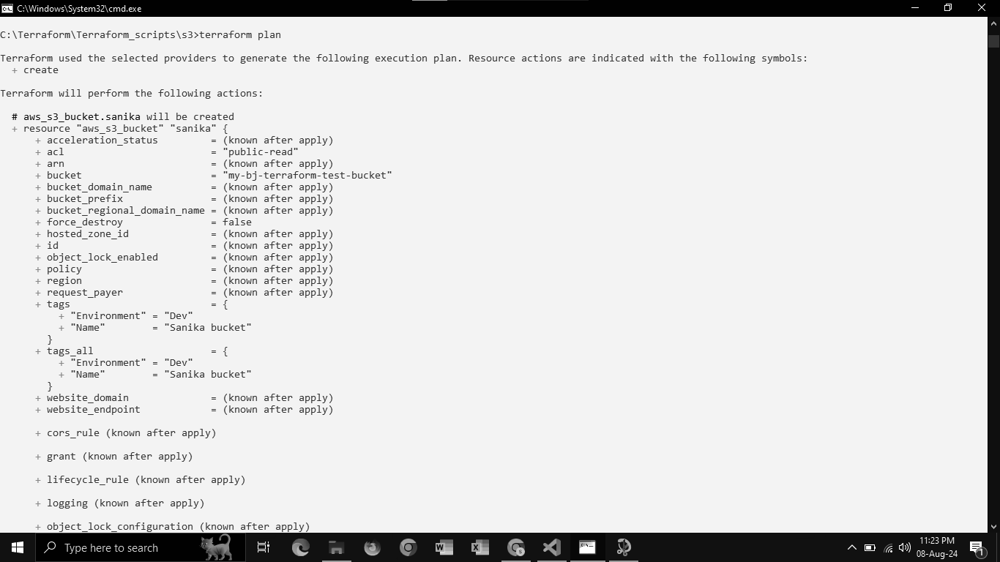 C:\Windows\System32\cmd.exe
C:\Terraform\Terraform_scripts\s3>terraform plan
Terraform used the selected providers to generate the following execution plan. Resource actions are indicated with the following symbols:
  + create
Terraform will perform the following actions:
  # aws_s3_bucket.sanika will be created
  + resource "aws_s3_bucket" "sanika" {
      + acceleration_status         = (known after apply)
      + acl                         = "public-read"
      + arn                         = (known after apply)
      + bucket                      = "my-bj-terraform-test-bucket"
      + bucket_domain_name          = (known after apply)
      + bucket_prefix               = (known after apply)
      + bucket_regional_domain_name = (known after apply)
      + force_destroy               = false
      + hosted_zone_id              = (known after apply)
      + id                          = (known after apply)
      + object_lock_enabled         = (known after apply)
      + policy                      = (known after apply)
      + region                      = (known after apply)
      + request_payer               = (known after apply)
      + tags                        = {
          + "Environment" = "Dev"
          + "Name"        = "Sanika bucket"
        }
      + tags_all                    = {
          + "Environment" = "Dev"
          + "Name"        = "Sanika bucket"
        }
      + website_domain              = (known after apply)
      + website_endpoint            = (known after apply)
      + cors_rule (known after apply)
      + grant (known after apply)
      + lifecycle_rule (known after apply)
      + logging (known after apply)
      + object_lock_configuration (known after apply)
Type here to search
11:23 PM
08-Aug-24
1